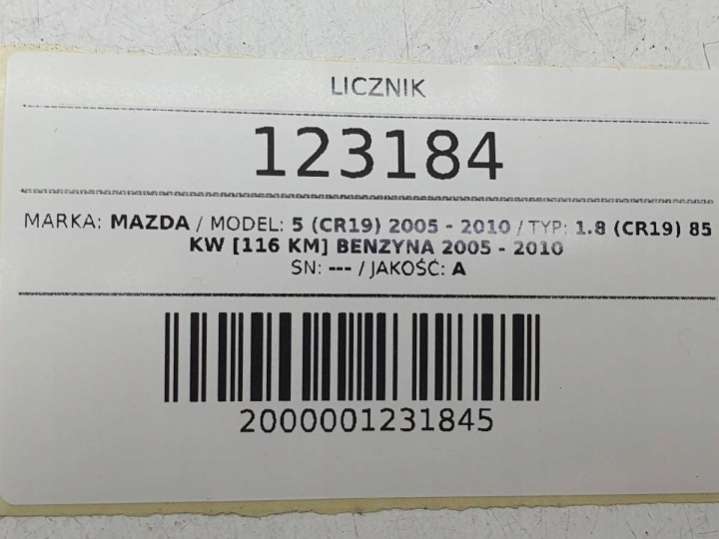 LICZNIK
123184
MARKA: MAZDA / MODEL: 5 (CR19) 2005 - 2010 / TYP: 1.8 (CR19) 85
KW [116 KM] BENZYNA 2005 - 2010
SN: --- / JAKOŚĆ: A
2000001231845